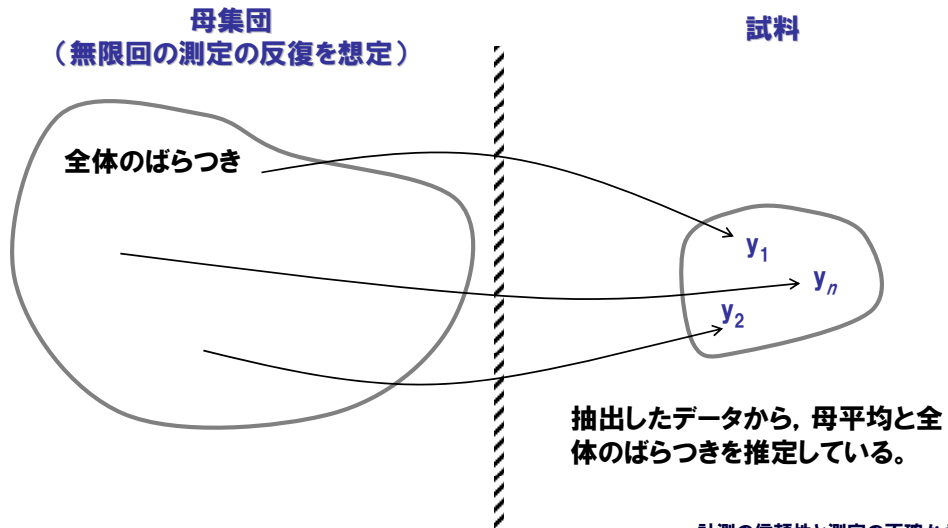 母集団
(無限回の測定の反復を想定)
試料
全体のばらつき
y₁
yₙ
y₂
抽出したデータから, 母平均と全
体のばらつきを推定している。